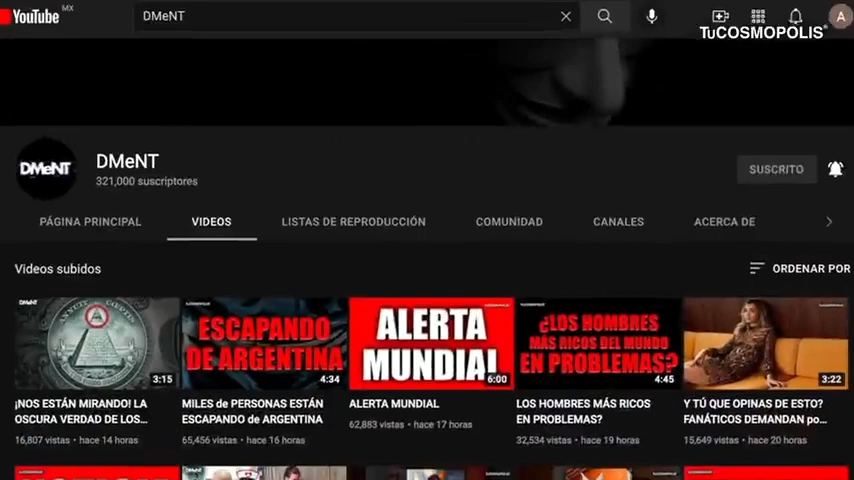 YouTube MX
DMeNT
TuCOSMOPOLIS®
A
DMeNT
DMeNT
321,000 suscriptores
SUSCRITO
PÁGINA PRINCIPAL
VIDEOS
LISTAS DE REPRODUCCIÓN
COMUNIDAD
CANALES
ACERCA DE
Videos subidos
ORDENAR POR
DMeNT
ANNUIT
3:15
ESCAPANDO
DE ARGENTINA
4:34
ALERTA
MUNDIAL
6:00
¿LOS HOMBRES
MÁS RICOS DEL MUNDO
EN PROBLEMAS?
4:45
3:22
¡NOS ESTÁN MIRANDO! LA
OSCURA VERDAD DE LOS...
16,807 vistas • hace 14 horas
MILES de PERSONAS ESTÁN
ESCAPANDO de ARGENTINA
65,456 vistas • hace 16 horas
ALERTA MUNDIAL
62,883 vistas • hace 17 horas
LOS HOMBRES MÁS RICOS
EN PROBLEMAS?
32,534 vistas • hace 19 horas
Y TÚ QUE OPINAS DE ESTO?
FANÁTICOS DEMANDAN po...
15,649 vistas • hace 20 horas